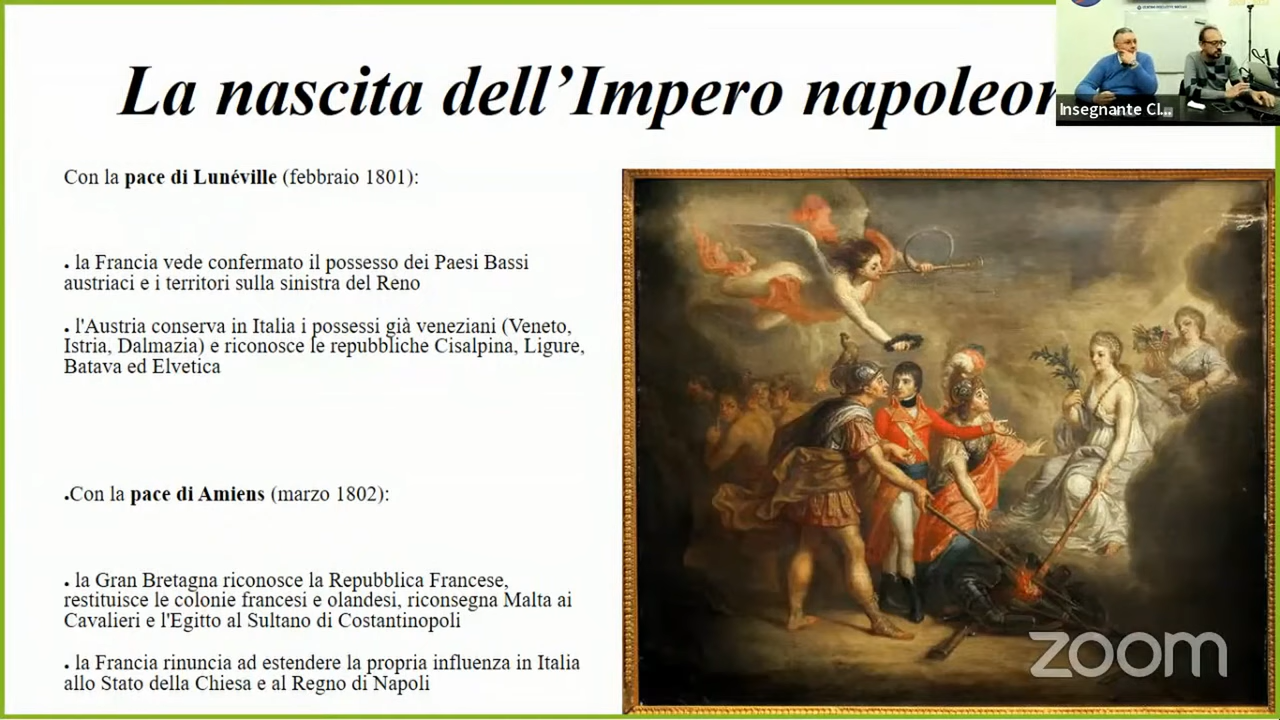 La nascita dell'Impero napoleon
Insegnante Cl...
Con la pace di Lunéville (febbraio 1801):
• la Francia vede confermato il possesso dei Paesi Bassi
austriaci e i territori sulla sinistra del Reno
• l'Austria conserva in Italia i possessi già veneziani (Veneto,
Istria, Dalmazia) e riconosce le repubbliche Cisalpina, Ligure,
Batava ed Elvetica
•Con la pace di Amiens (marzo 1802):
• la Gran Bretagna riconosce la Repubblica Francese,
restituisce le colonie francesi e olandesi, riconsegna Malta ai
Cavalieri e l'Egitto al Sultano di Costantinopoli
• la Francia rinuncia ad estendere la propria influenza in Italia
allo Stato della Chiesa e al Regno di Napoli
zoom